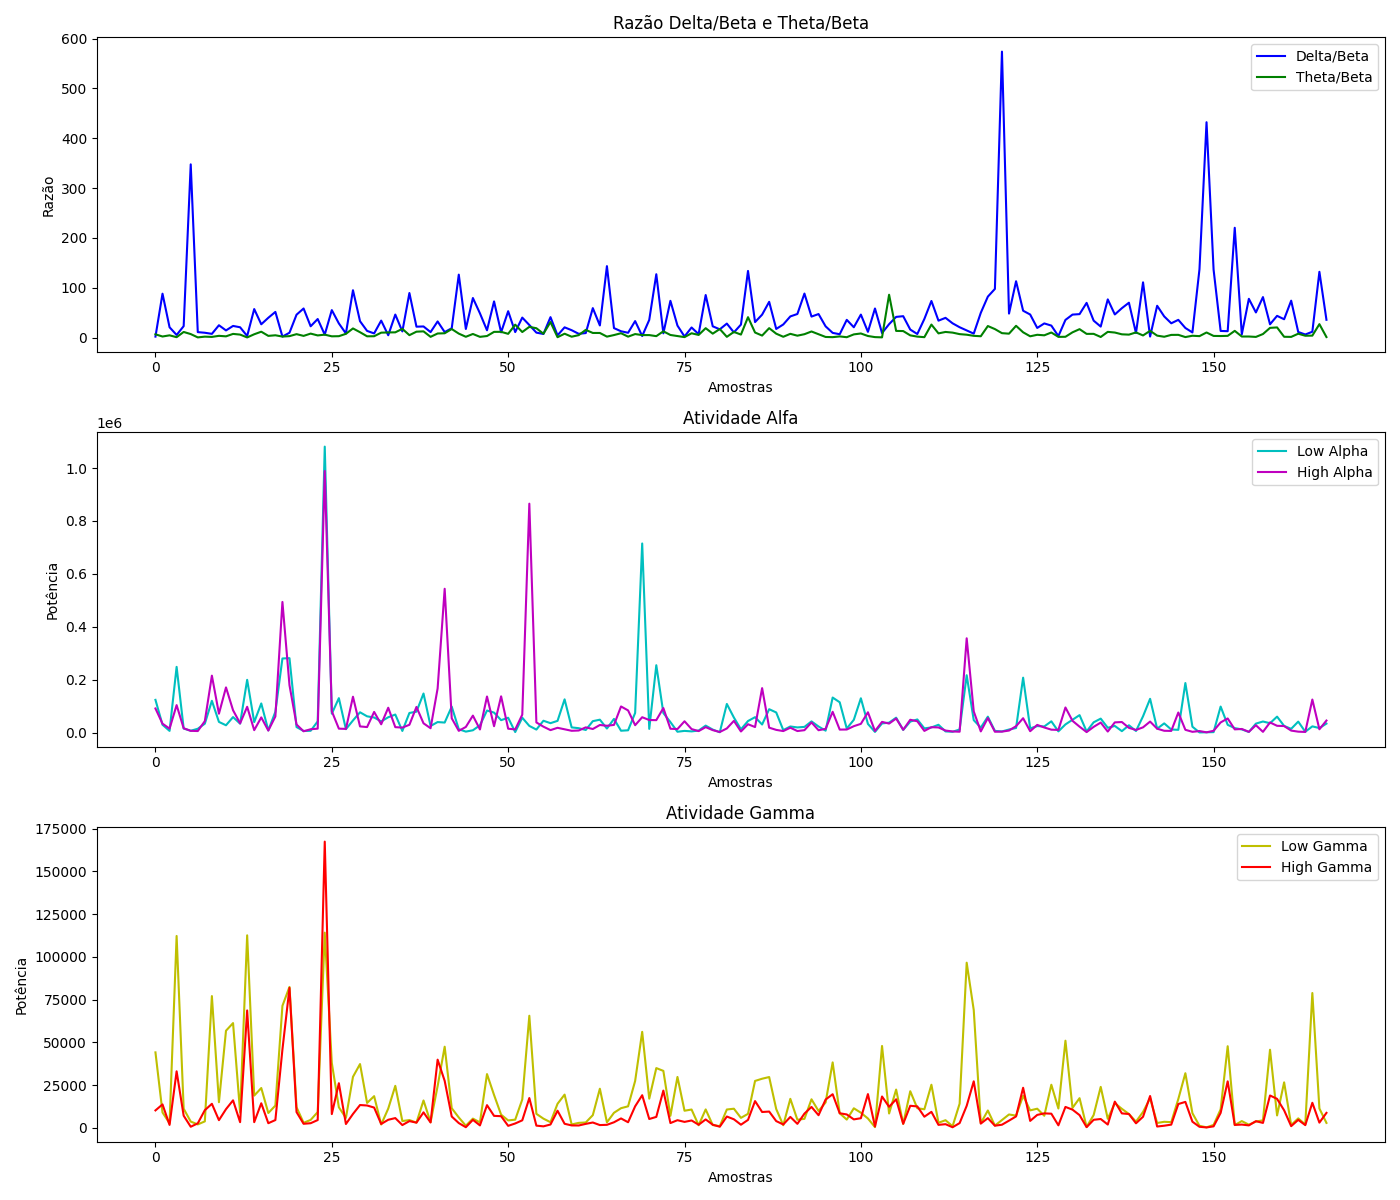 Razão Delta/Beta e Theta/Beta
600
500
400
300
200
100
0
Razão
Delta/Beta
Theta/Beta
0 25 50 75 100 125 150
Amostras
Atividade Alfa
1e6
1.0
0.8
0.6
0.4
0.2
0.0
Potência
Low Alpha
High Alpha
0 25 50 75 100 125 150
Amostras
Atividade Gamma
175000
150000
125000
100000
75000
50000
25000
0
Potência
Low Gamma
High Gamma
0 25 50 75 100 125 150
Amostras